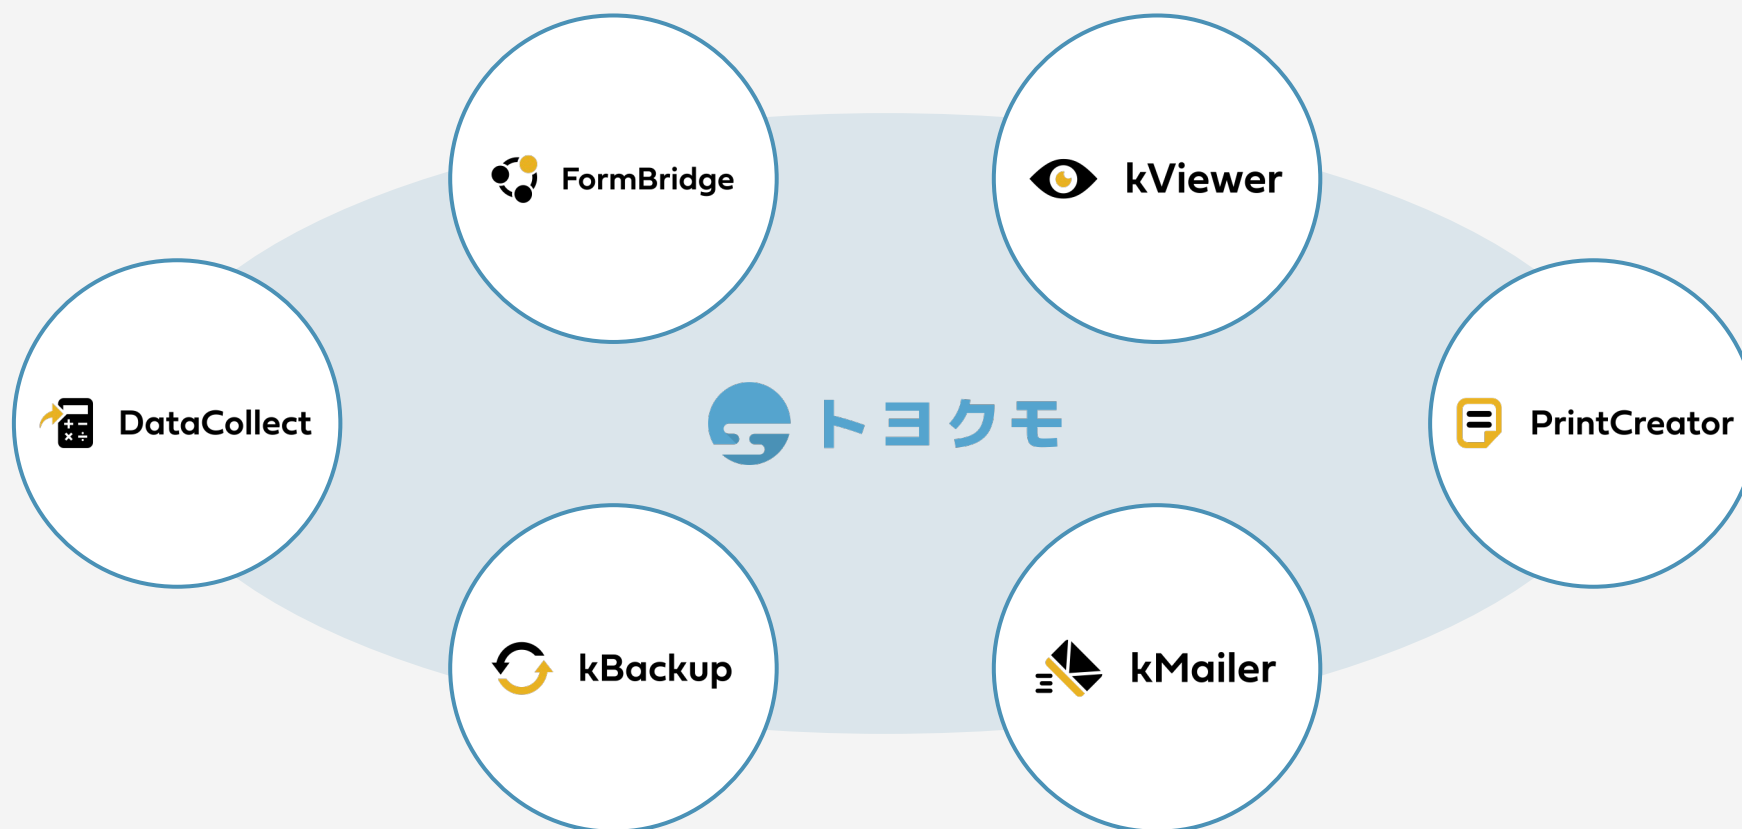 FormBridge
kViewer
DataCollect
トヨクモ
PrintCreator
kBackup
kMailer